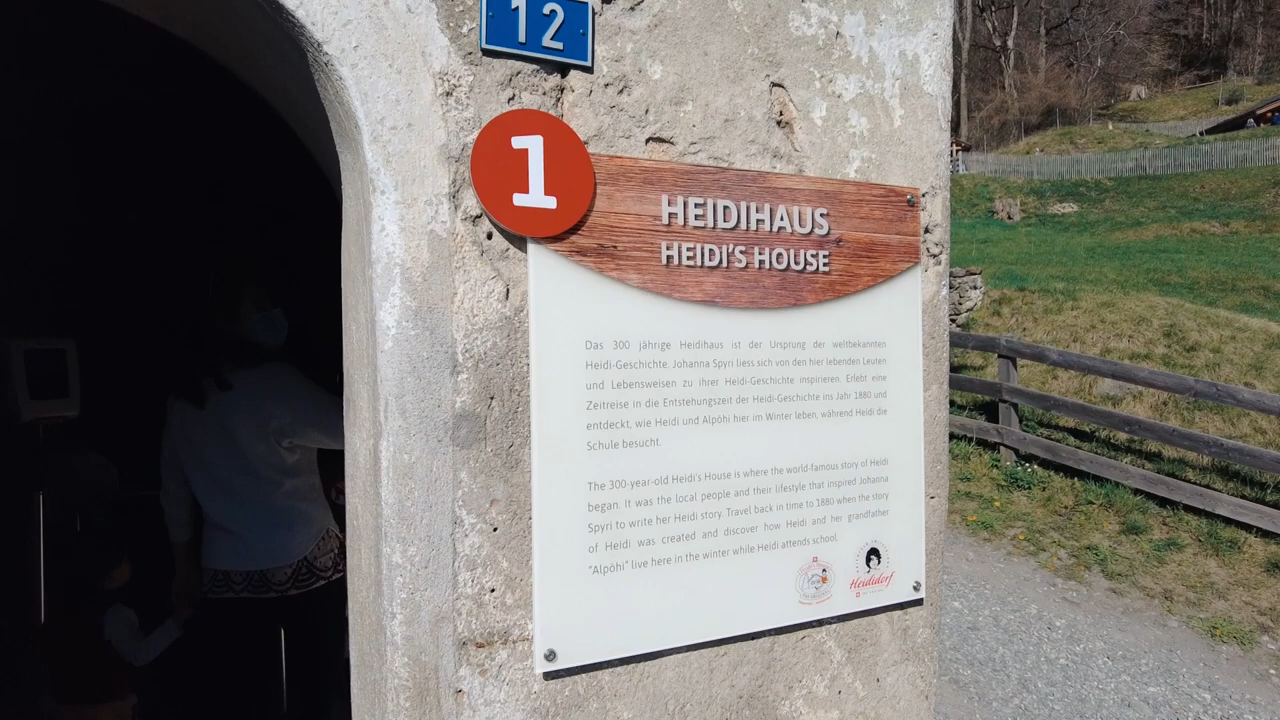 12
1
HEIDIHAUS
HEIDI'S HOUSE
Das 300 jährige Heidihaus ist der Ursprung der weltbekannten
Heidi-Geschichte. Johanna Spyri liess sich von den hier lebenden Leuten
und Lebensweisen zu ihrer Heidi-Geschichte inspirieren. Erlebt eine
Zeitreise in die Entstehungszeit der Heidi-Geschichte ins Jahr 1880 und
entdeckt, wie Heidi und Alpöhi hier im Winter leben, während Heidi die
Schule besucht.
The 300-year-old Heidi's House is where the world-famous story of Heidi
began. It was the local people and their lifestyle that inspired Johanna
Spyri to write her Heidi story. Travel back in time to 1880 when the story
of Heidi was created and discover how Heidi and her grandfather
"Alpöhi" live here in the winter while Heidi attends school.
Heididorf